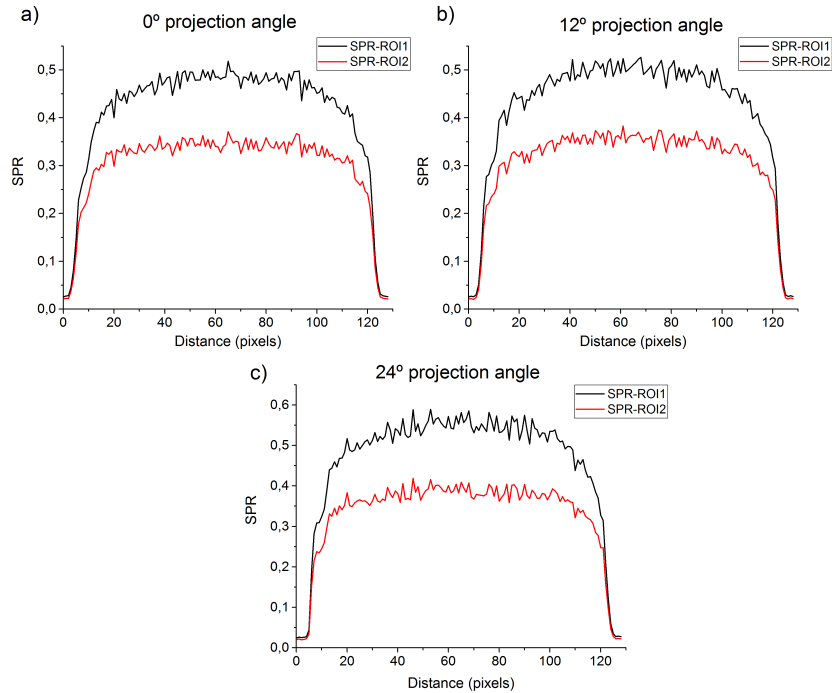 a)
0º projection angle
SPR-ROI1
SPR-ROI2
0,5
0,4
0,3
0,2
0,1
0,0
SPR
0 20 40 60 80 100 120
Distance (pixels)
b)
12º projection angle
SPR-ROI1
SPR-ROI2
0,5
0,4
0,3
0,2
0,1
0,0
SPR
0 20 40 60 80 100 120
Distance (pixels)
c)
24º projection angle
SPR-ROI1
SPR-ROI2
0,6
0,5
0,4
0,3
0,2
0,1
0,0
SPR
0 20 40 60 80 100 120
Distance (pixels)